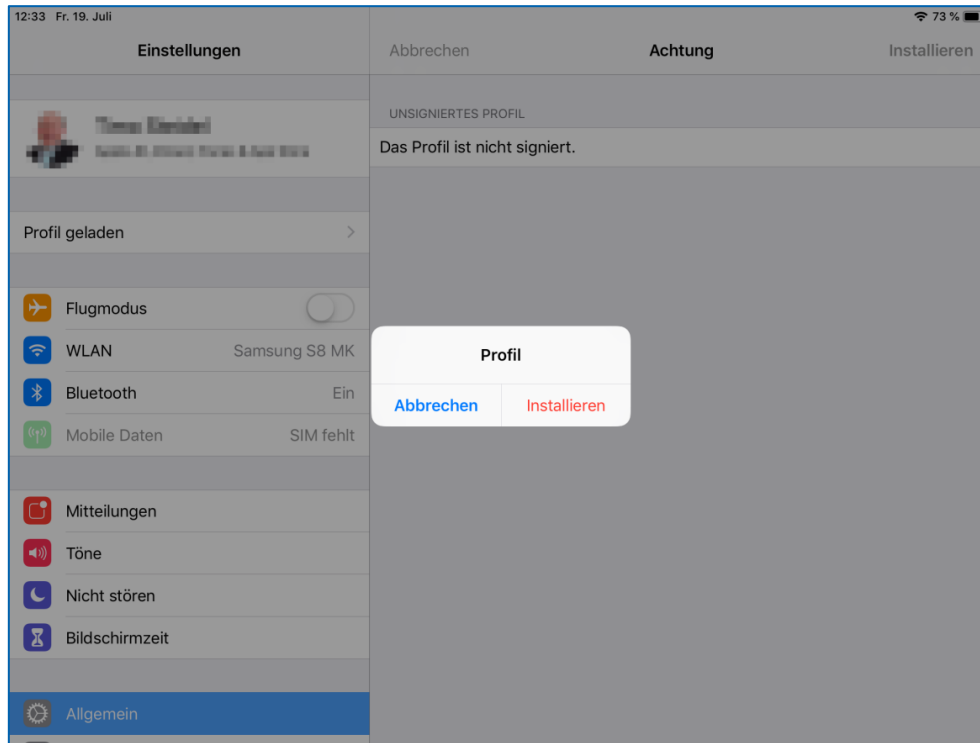 12:33 Fr. 19. Juli
73 %
Einstellungen
Abbrechen
Achtung
Installieren
UNSIGNIERTES PROFIL
Das Profil ist nicht signiert.
Profil geladen
Flugmodus
WLAN
Samsung S8 MK
Bluetooth
Ein
Mobile Daten
SIM fehlt
Profil
Abbrechen
Installieren
Mitteilungen
Töne
Nicht stören
Bildschirmzeit
Allgemein